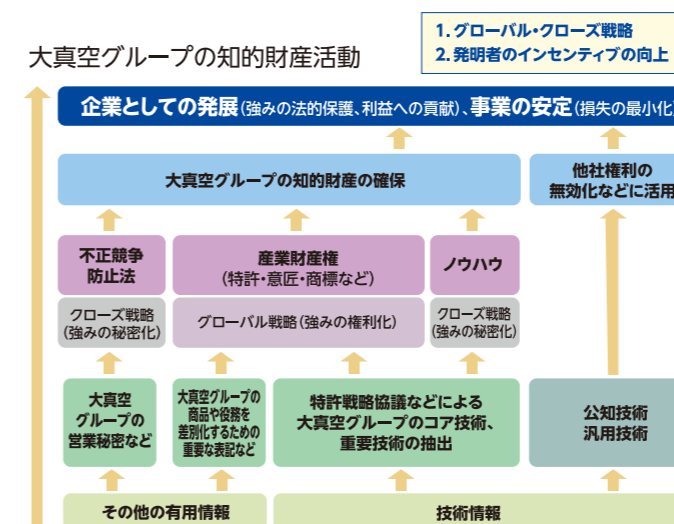 1.グローバル・クローズ戦略
2.発明者のインセンティブの向上
大真空グループの知的財産活動
企業としての発展(強みの法的保護、利益への貢献)、事業の安定(損失の最小化)
大真空グループの知的財産の確保
他社権利の
無効化などに活用
不正競争
防止法
産業財産権
(特許・意匠・商標など)
ノウハウ
クローズ戦略
(強みの秘密化)
グローバル戦略(強みの権利化)
クローズ戦略
(強みの秘密化)
大真空
グループの
営業秘密など
大真空グループの
商品や役務を
差別化するための
重要な表記など
特許戦略協議などによる
大真空グループのコア技術、
重要技術の抽出
公知技術
汎用技術
その他の有用情報
技術情報